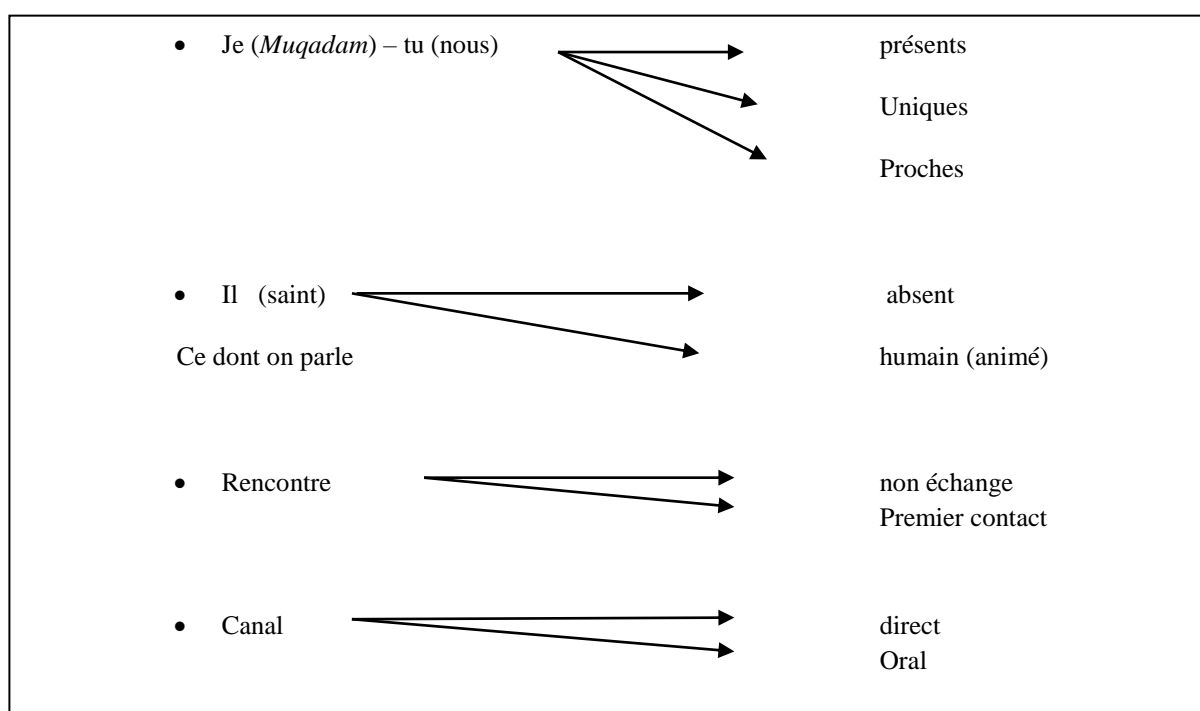 • Je (Muqadam) – tu (nous) présents
Uniques
Proches
• Il (saint) absent
Ce dont on parle humain (animé)
• Rencontre non échange
Premier contact
• Canal direct
Oral